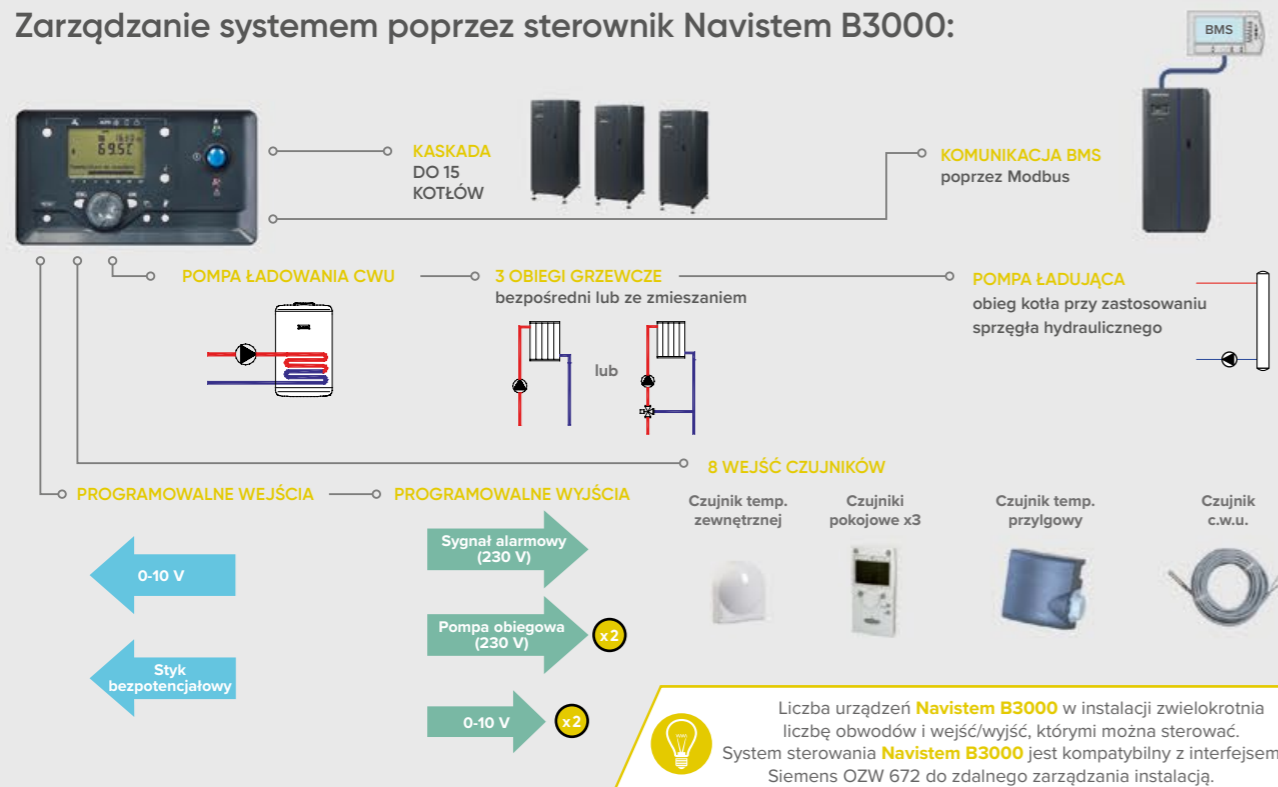 Zarządzanie systemem poprzez sterownik Navistem B3000:
BMS
69.5
RESET
KASKADA
DO 15
KOTŁÓW
KOMUNIKACJA BMS
poprzez Modbus
POMPA ŁADOWANIA CWU
3 OBIEGI GRZEWCZE
bezpośredni lub ze zmieszaniem
lub
POMPA ŁADUJĄCA
obieg kotła przy zastosowaniu
sprzęgła hydraulicznego
8 WEJŚĆ CZUJNIKÓW
PROGRAMOWALNE WEJŚCIA
PROGRAMOWALNE WYJŚCIA
0-10 V
Styk
bezpotencjałowy
Sygnał alarmowy
(230 V)
Pompa obiegowa
(230 V)
x2
0-10 V
x2
Czujnik temp.
zewnętrznej
Czujniki
pokojowe x3
Czujnik temp.
przylgowy
Czujnik
c.w.u.
Liczba urządzeń Navistem B3000 w instalacji zwielokrotnia
liczbę obwodów i wejść/wyjść, którymi można sterować.
System sterowania Navistem B3000 jest kompatybilny z interfejsem
Siemens OZW 672 do zdalnego zarządzania instalacją.